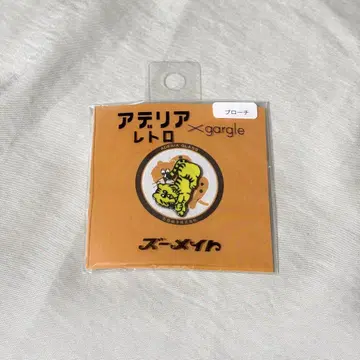 ブローチ
アデリア
レトロ
×gargle
ズーメイト